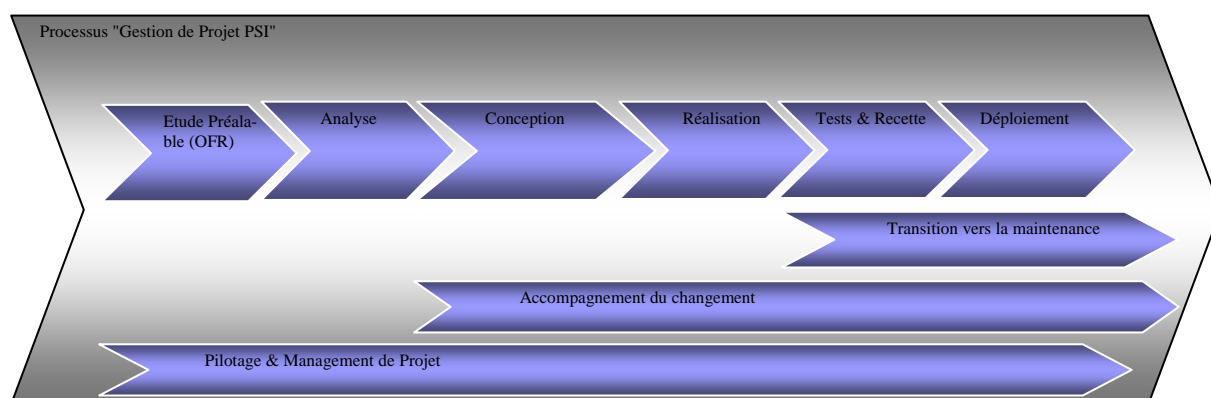 Processus "Gestion de Projet PSI"
Etude Préala-
ble (OFR)
Analyse
Conception
Réalisation
Tests & Recette
Déploiement
Transition vers la maintenance
Accompagnement du changement
Pilotage & Management de Projet